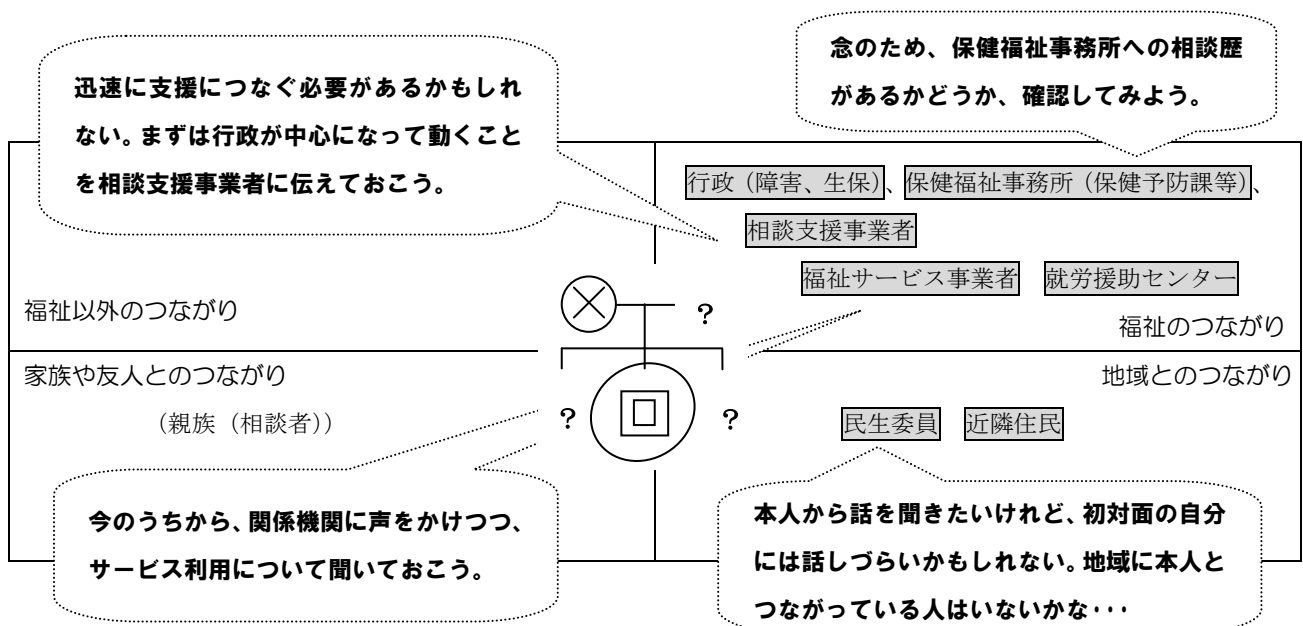 念のため、保健福祉事務所への相談歴
があるかどうか、確認してみよう。
迅速に支援につなぐ必要があるかもしれ
ない。まずは行政が中心になって動くこと
を相談支援事業者に伝えておこう。
行政（障害、生保）、保健福祉事務所（保健予防課等）、
相談支援事業者
福祉サービス事業者 就労援助センター
福祉以外のつながり
？
福祉のつながり
家族や友人とのつながり
地域とのつながり
（親族（相談者））
？
？
民生委員 近隣住民
今のうちから、関係機関に声をかけつつ、
サービス利用について聞いておこう。
本人から話を聞きたいけれど、初対面の自分
には話しづらいかもしれない。地域に本人と
つながっている人はいないかな・・・